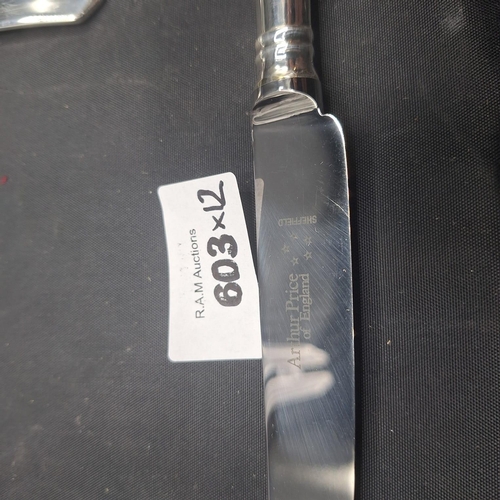 R.A.M Auctions
603 x 12
SHEFFIELD
Arthur Price
of England